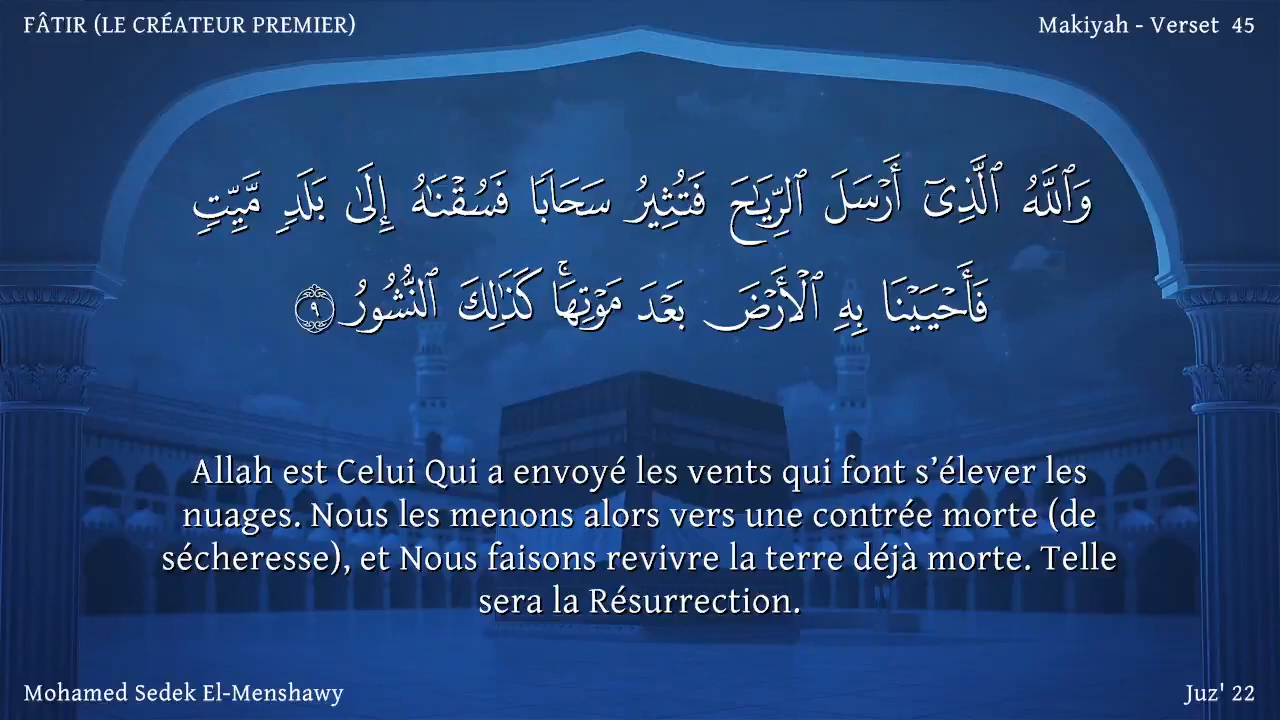 FÂTIR (LE CRÉATEUR PREMIER)
Makiyah - Verset 45
وَٱللَّهُ ٱلَّذِىٓ أَرْسَلَ ٱلرِّيَـٰحَ فَتُثِيرُ سَحَابًا فَسُقْنَـٰهُ إِلَىٰ بَلَدٍ مَّيِّتٍ
فَأَحْيَيْنَا بِهِ ٱلْأَرْضَ بَعْدَ مَوْتِهَا ۚ كَذَٰلِكَ ٱلنُّشُورُ ٩
Allah est Celui Qui a envoyé les vents qui font s’élever les
nuages. Nous les menons alors vers une contrée morte (de
sécheresse), et Nous faisons revivre la terre déjà morte. Telle
sera la Résurrection.
Mohamed Sedek El-Menshawy
Juz' 22